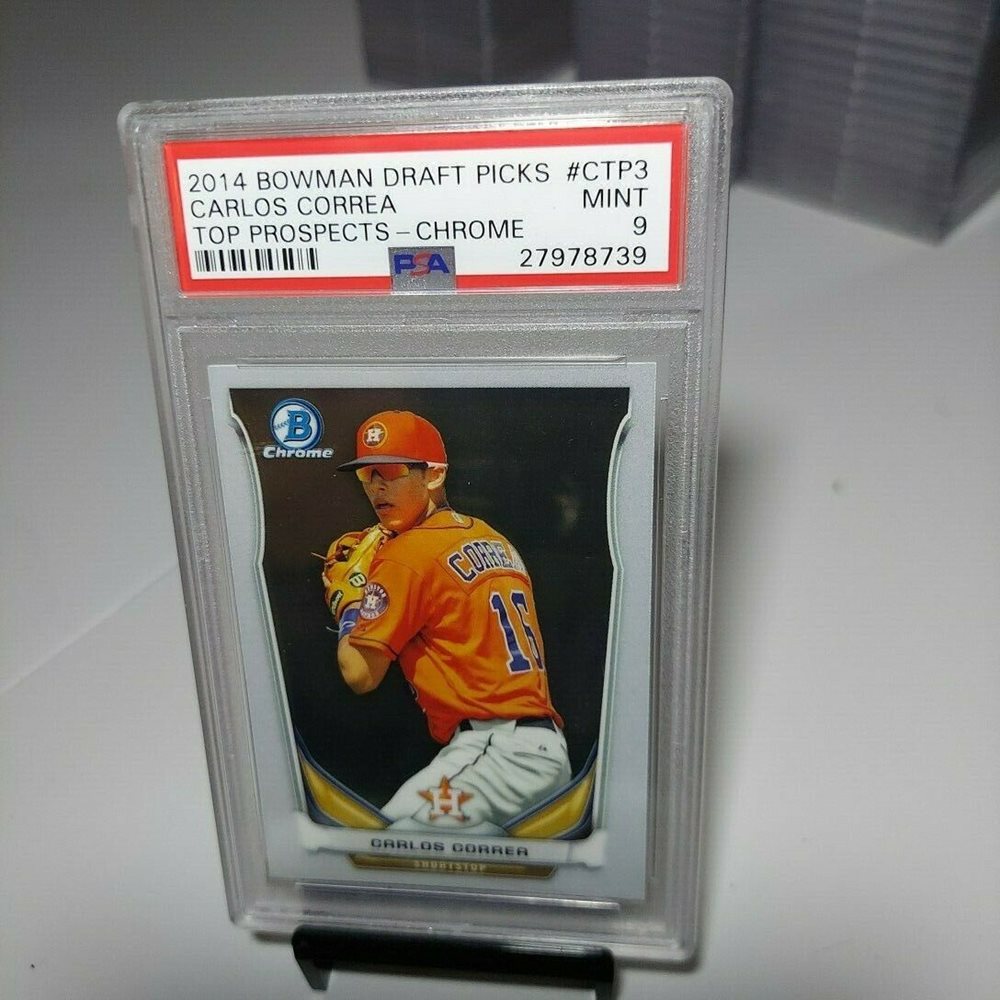 2014 BOWMAN DRAFT PICKS #CTP3
CARLOS CORREA MINT
TOP PROSPECTS – CHROME 9
PSA 27978739
B
Chrome
H
CORREA
16
H
CARLOS CORREA
SHORTSTOP